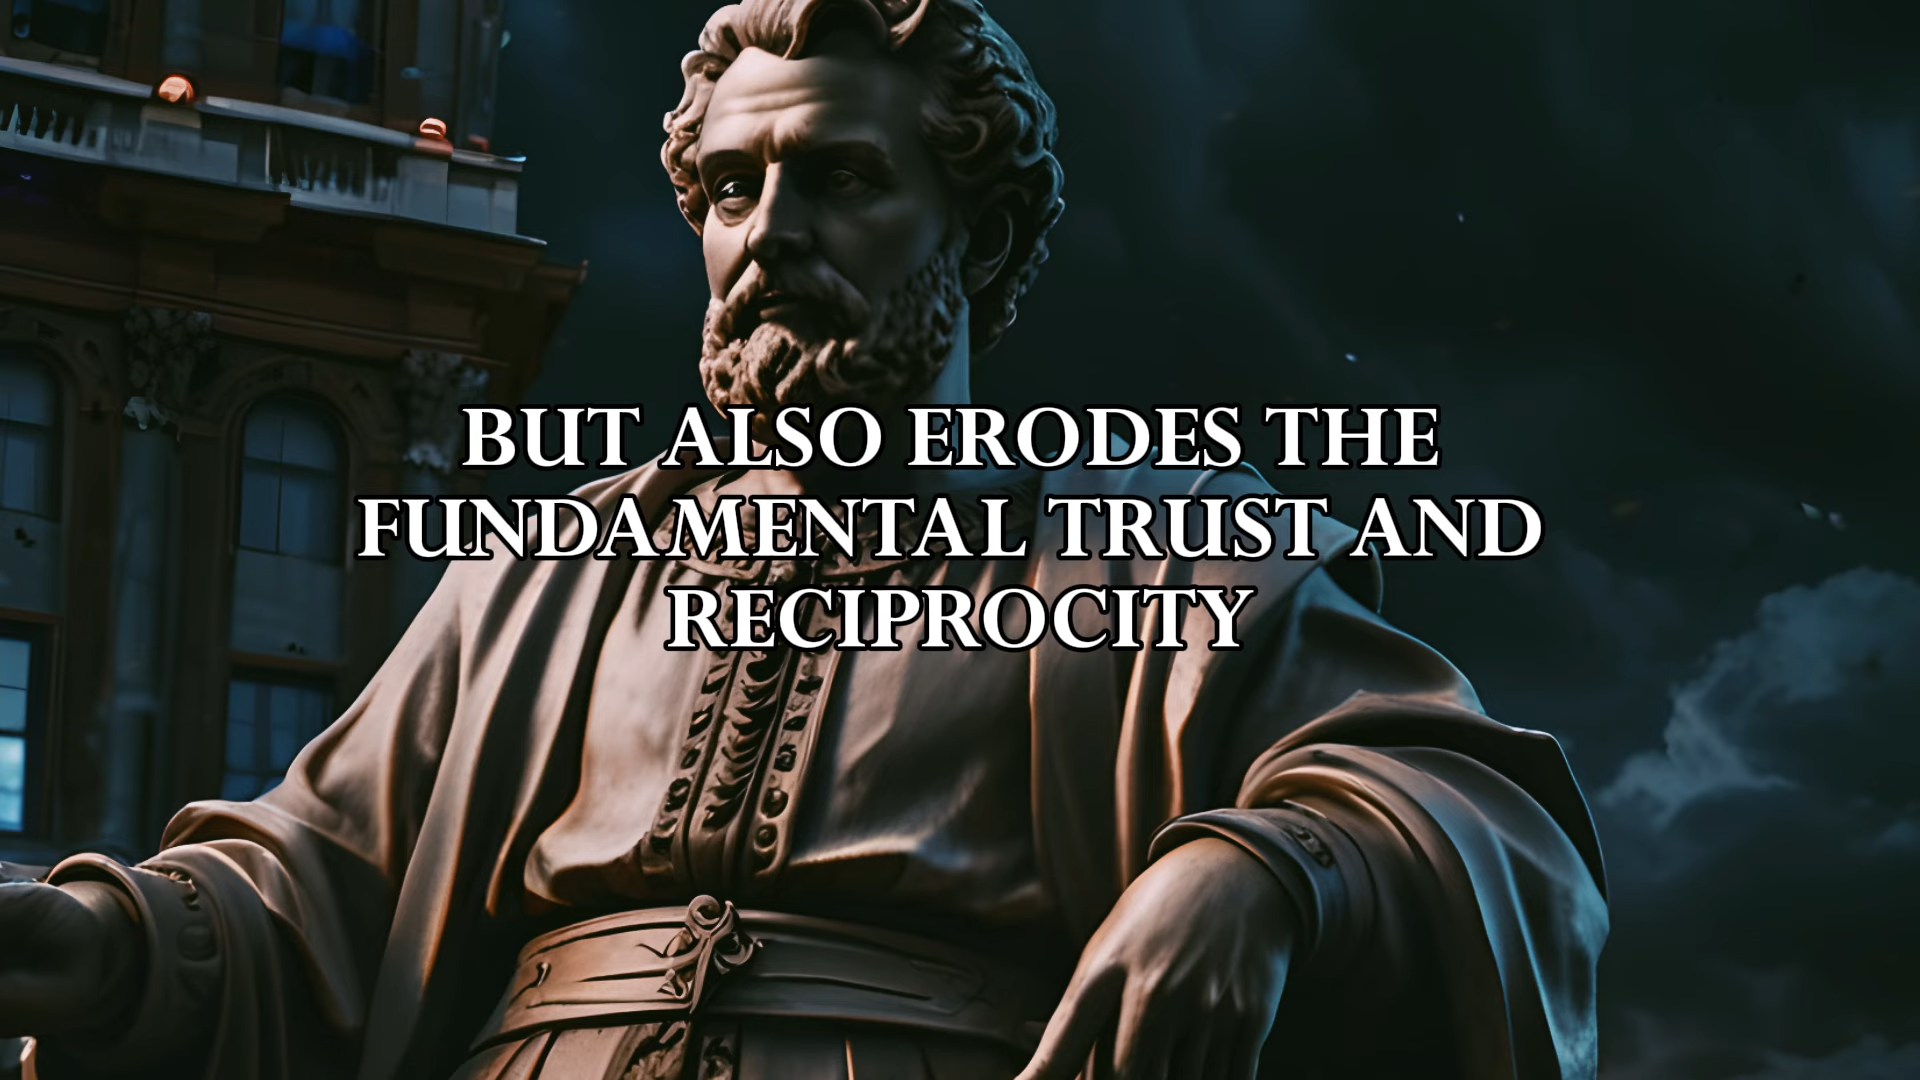 BUT ALSO ERODES THE
FUNDAMENTAL TRUST AND
RECIPROCITY